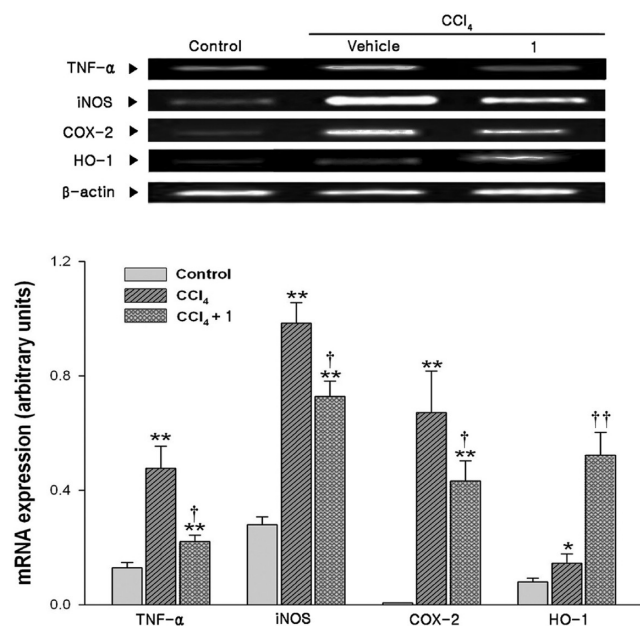 CCl₄
Control Vehicle 1
TNF-α ►
iNOS ►
COX-2 ►
HO-1 ►
β-actin ►
1.2
0.8
0.4
0.0
mRNA expression (arbitrary units)
Control
CCl₄
CCl₄ + 1
** † **
** † **
** † **
* ††
TNF-α iNOS COX-2 HO-1